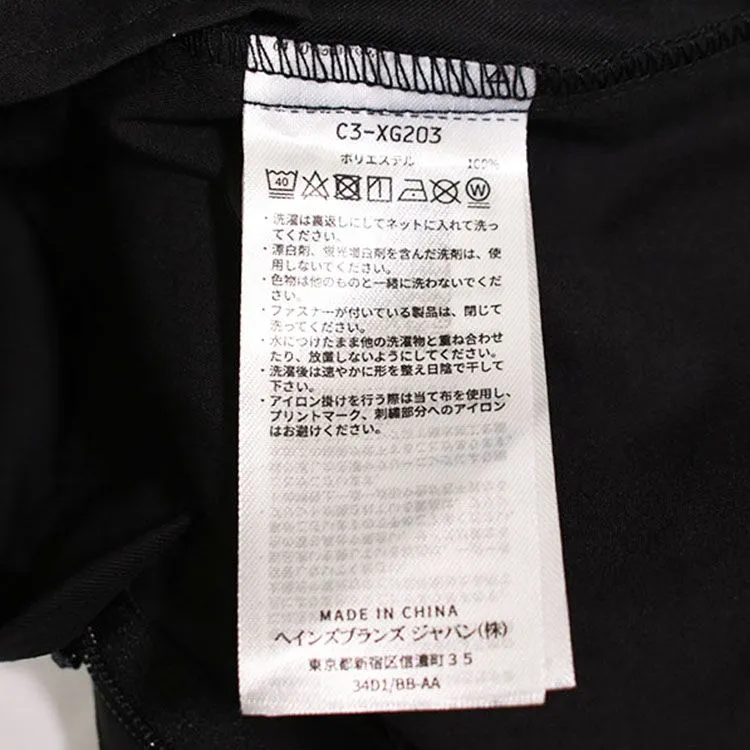 C3-XG203
ポリエステル 100%
40
W
・洗濯は裏返しにしてネットに入れて洗っ
てください。
・漂白剤、蛍光増白剤を含んだ洗剤は、使
用しないでください。
・色物は他のものと一緒に洗わないでくだ
さい。
・ファスナーが付いている製品は、閉じて
洗ってください。
・水につけたまま他の洗濯物と重ね合わせ
たり、放置しないようにしてください。
・洗濯後は速やかに形を整え日陰で干して
下さい。
・アイロン掛けを行う際は当て布を使用し、
プリントマーク、刺繍部分へのアイロン
はお避けください。
MADE IN CHINA
ヘインズブランズ ジャパン(株)
東京都新宿区信濃町35
34D1/BB-AA